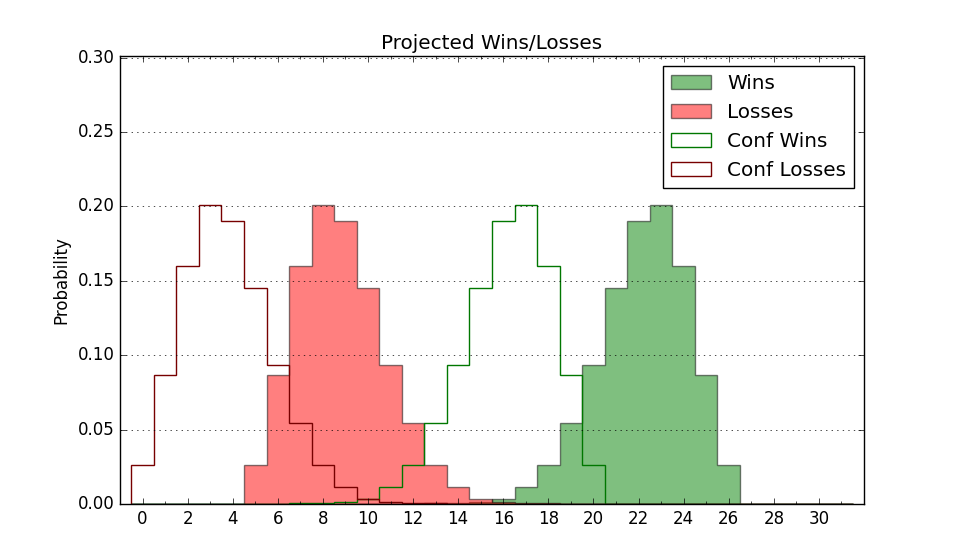 Projected Wins/Losses
0.30
0.25
0.20
0.15
0.10
0.05
0.00
Probability
Wins
Losses
Conf Wins
Conf Losses
0 2 4 6 8 10 12 14 16 18 20 22 24 26 28 30